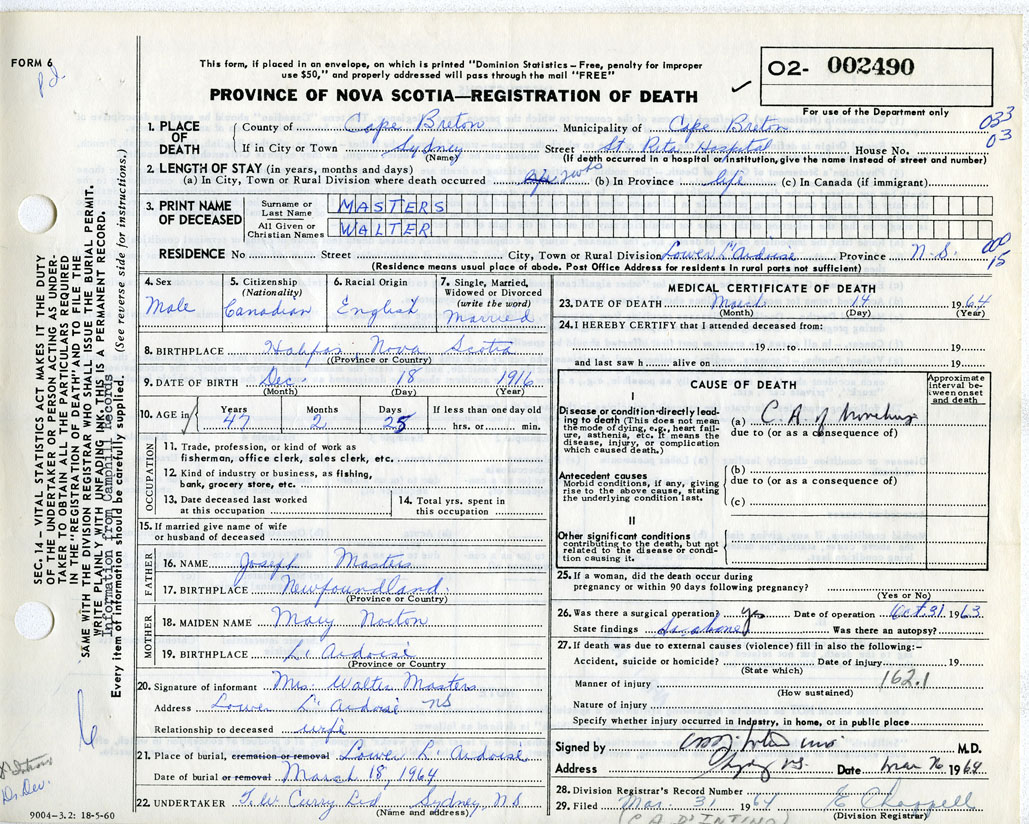 FORM 6
This form, if placed in an envelope, on which is printed "Dominion Statistics – Free, penalty for improper
use $50," and properly addressed will pass through the mail "FREE"
PROVINCE OF NOVA SCOTIA—REGISTRATION OF DEATH
02- 002490
For use of the Department only
033
03
1. PLACE OF DEATH
County of Cape Breton Municipality of Cape Breton
If in City or Town Sydney (Name) Street St. Rita Hospital House No.
(If death occurred in a hospital or institution, give the name instead of street and number)
2. LENGTH OF STAY (in years, months and days)
(a) In City, Town or Rural Division where death occurred (b) In Province life (c) In Canada (if immigrant)
3. PRINT NAME OF DECEASED
Surname or Last Name MASTERS
All Given or Christian Names WALTER
RESIDENCE No Street City, Town or Rural Division Lower L'Ardoise Province N.S.
000
15
(Residence means usual place of abode. Post Office Address for residents in rural parts not sufficient)
4. Sex Male
5. Citizenship (Nationality) Canadian
6. Racial Origin English
7. Single, Married, Widowed or Divorced (write the word) Married
8. BIRTHPLACE Halifax, Nova Scotia
(Province or Country)
9. DATE OF BIRTH Dec. 18 1916
(Month) (Day) (Year)
10. AGE in Years 47 Months 2 Days 25 If less than one day old hrs. or min.
OCCUPATION
11. Trade, profession or kind of work as fisherman, office clerk, sales clerk, etc.
12. Kind of industry or business, as fishing, bank, grocery store, etc.
13. Date deceased last worked at this occupation
14. Total yrs. spent in this occupation
15. If married give name of wife or husband of deceased
FATHER
16. NAME Joseph Masters
17. BIRTHPLACE Newfoundland.
(Province or Country)
MOTHER
18. MAIDEN NAME Mary Norton
19. BIRTHPLACE L'Ardoise
(Province or Country
20. Signature of informant Mrs. Walter Masters
Address Lower L'Ardoise NS
Relationship to deceased wife
21. Place of burial, cremation or removal Lower L'Ardoise
Date of burial or removal March 18, 1964
22. UNDERTAKER T.W. Curry Ltd Sydney, N.S
(Name and address)
MEDICAL CERTIFICATE OF DEATH
23. DATE OF DEATH March 14 1964
(Month) (Day) (Year)
24. I HEREBY CERTIFY that I attended deceased from:
19 to 19
and last saw h alive on 19
CAUSE OF DEATH
Approximate interval between onset and death
I
Disease or condition directly leading to death (This does not mean the mode of dying, e.g., heart failure, asthenia, etc. It means the disease, injury, or complication which caused death.)
(a) C.A. of
due to (or as a consequence of)
Antecedent causes
Morbid conditions, if any, giving rise to the above cause, stating the underlying condition last.
(b)
due to (or as a consequence of)
(c)
II
Other significant conditions contributing to the death, but not related to the disease or condition causing it.
25. If a woman, did the death occur during pregnancy or within 90 days following pregnancy?
(Yes or No)
26. Was there a surgical operation? yes Date of operation Oct. 31 1963
State findings Was there an autopsy?
27. If death was due to external causes (violence) fill in also the following:–
Accident, suicide or homicide? Date of injury 19
(State which)
162.1
Manner of injury
(How sustained)
Nature of injury
Specify whether injury occurred in industry, in home, or in public place
Signed by M.D.
Address Date Mar 16 1964
28. Division Registrar's Record Number
29. Filed Mar. 31 1964 E Chappell
(Division Registrar)
(C A D'INTINO)
SEC. 14 – VITAL STATISTICS ACT MAKES IT THE DUTY
OF THE UNDERTAKER OR PERSON ACTING AS UNDER-
TAKER TO OBTAIN ALL THE PARTICULARS REQUIRED
IN THE "REGISTRATION OF DEATH" AND TO FILE THE
SAME WITH THE DIVISION REGISTRAR WHO SHALL ISSUE THE BURIAL PERMIT.
WRITE PLAINLY WITH UNFADING INK. THIS IS A PERMANENT RECORD.
Information from Camphill Records
Every item of information should be carefully supplied. (See reverse side for instructions.)
9004–3.2: 18-5-60